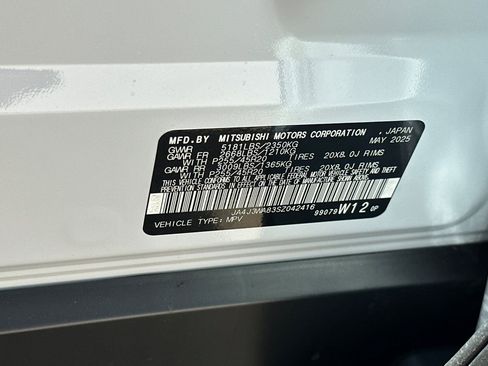 MFD.BY MITSUBISHI MOTORS CORPORATION , JAPAN
GVWR 5181LBS/2350KG MAY 2025
GAWR FR 2668LBS/1210KG
WITH P255/45R20 TIRES 20X8.0J RIMS
GAWR RR 3009LBS/1365KG
WITH P255/45R20 TIRES 20X8.0J RIMS
THIS VEHICLE CONFORMS TO ALL APPLICABLE FEDERAL MOTOR VEHICLE SAFETY AND THEFT
PREVENTION STANDARDS IN EFFECT ON THE DATE OF MANUFACTURE SHOWN ABOVE.
JA4J3WA83SZ042416
VEHICLE TYPE: MPV 99079 W12 OP